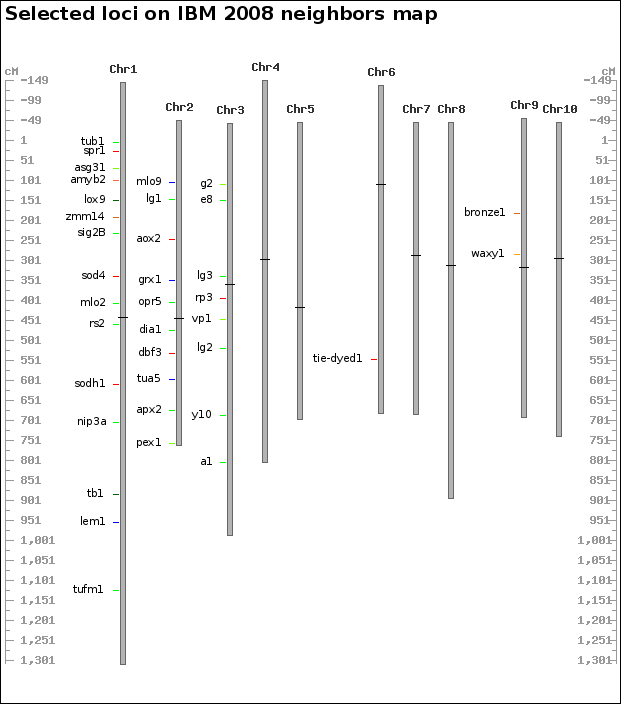 Selected loci on IBM 2008 neighbors map
Chr1
Chr2
Chr3
Chr4
Chr5
Chr6
Chr7
Chr8
Chr9
Chr10
cM
-149
-99
-49
1
51
101
151
201
251
301
351
401
451
501
551
601
651
701
751
801
851
901
951
1,001
1,051
1,101
1,151
1,201
1,251
1,301
tub1
spr1
asg31
amyb2
lox9
zmm14
sig2B
sod4
mlo2
rs2
sodh1
nip3a
tb1
lem1
tufm1
mlo9
lg1
aox2
grx1
opr5
dia1
dbf3
tua5
apx2
pex1
g2
e8
lg3
rp3
vp1
lg2
y10
a1
tie-dyed1
bronze1
waxy1
cM
-149
-99
-49
1
51
101
151
201
251
301
351
401
451
501
551
601
651
701
751
801
851
901
951
1,001
1,051
1,101
1,151
1,201
1,251
1,301